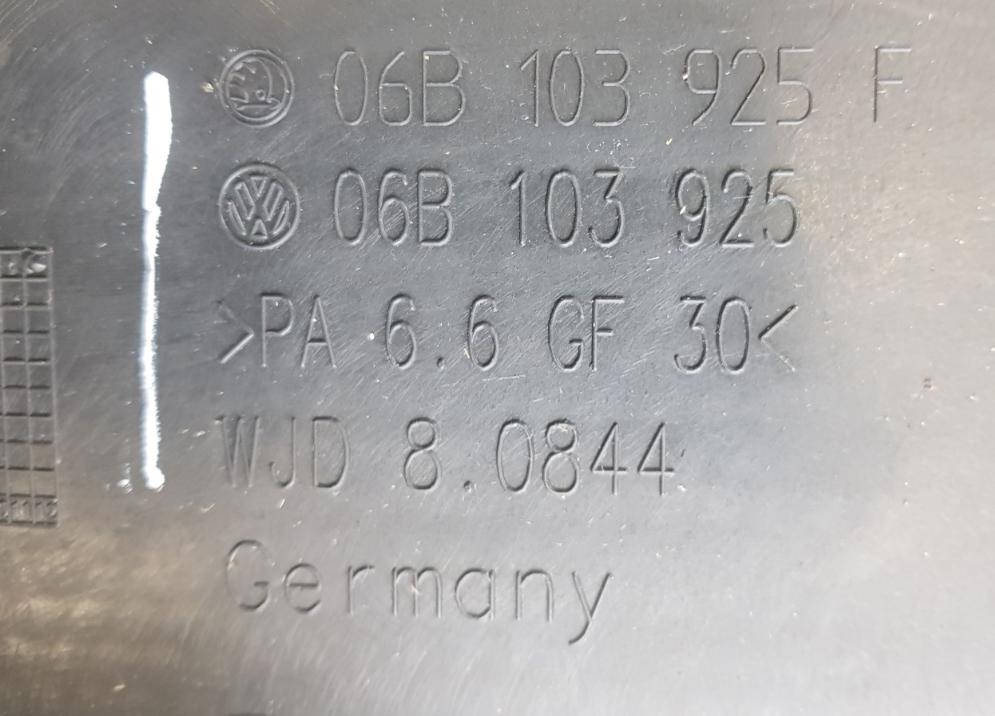 06B 103 925 F
06B 103 925
>PA 6.6 GF 30<
WJD 8.0844
Germany